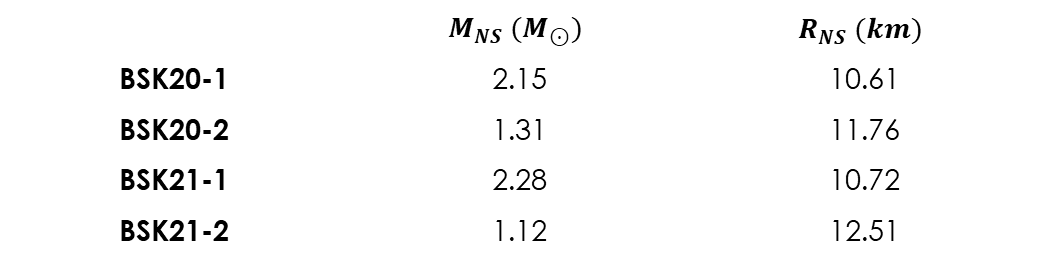 M_NS (M_⊙) R_NS (km)
BSK20-1 2.15 10.61
BSK20-2 1.31 11.76
BSK21-1 2.28 10.72
BSK21-2 1.12 12.51